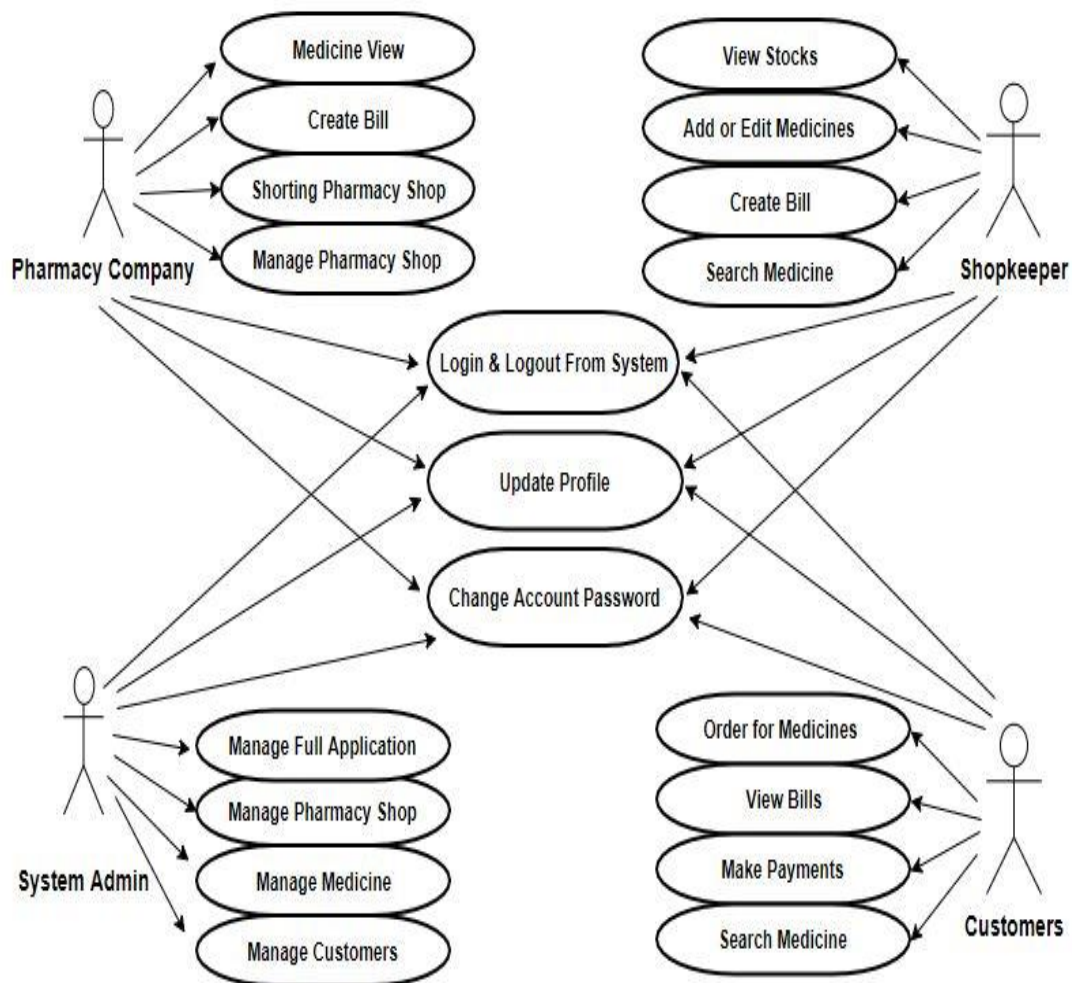 Medicine View
Create Bill
Shorting Pharmacy Shop
Manage Pharmacy Shop
Pharmacy Company
View Stocks
Add or Edit Medicines
Create Bill
Search Medicine
Shopkeeper
Login & Logout From System
Update Profile
Change Account Password
Manage Full Application
Manage Pharmacy Shop
Manage Medicine
Manage Customers
System Admin
Order for Medicines
View Bills
Make Payments
Search Medicine
Customers